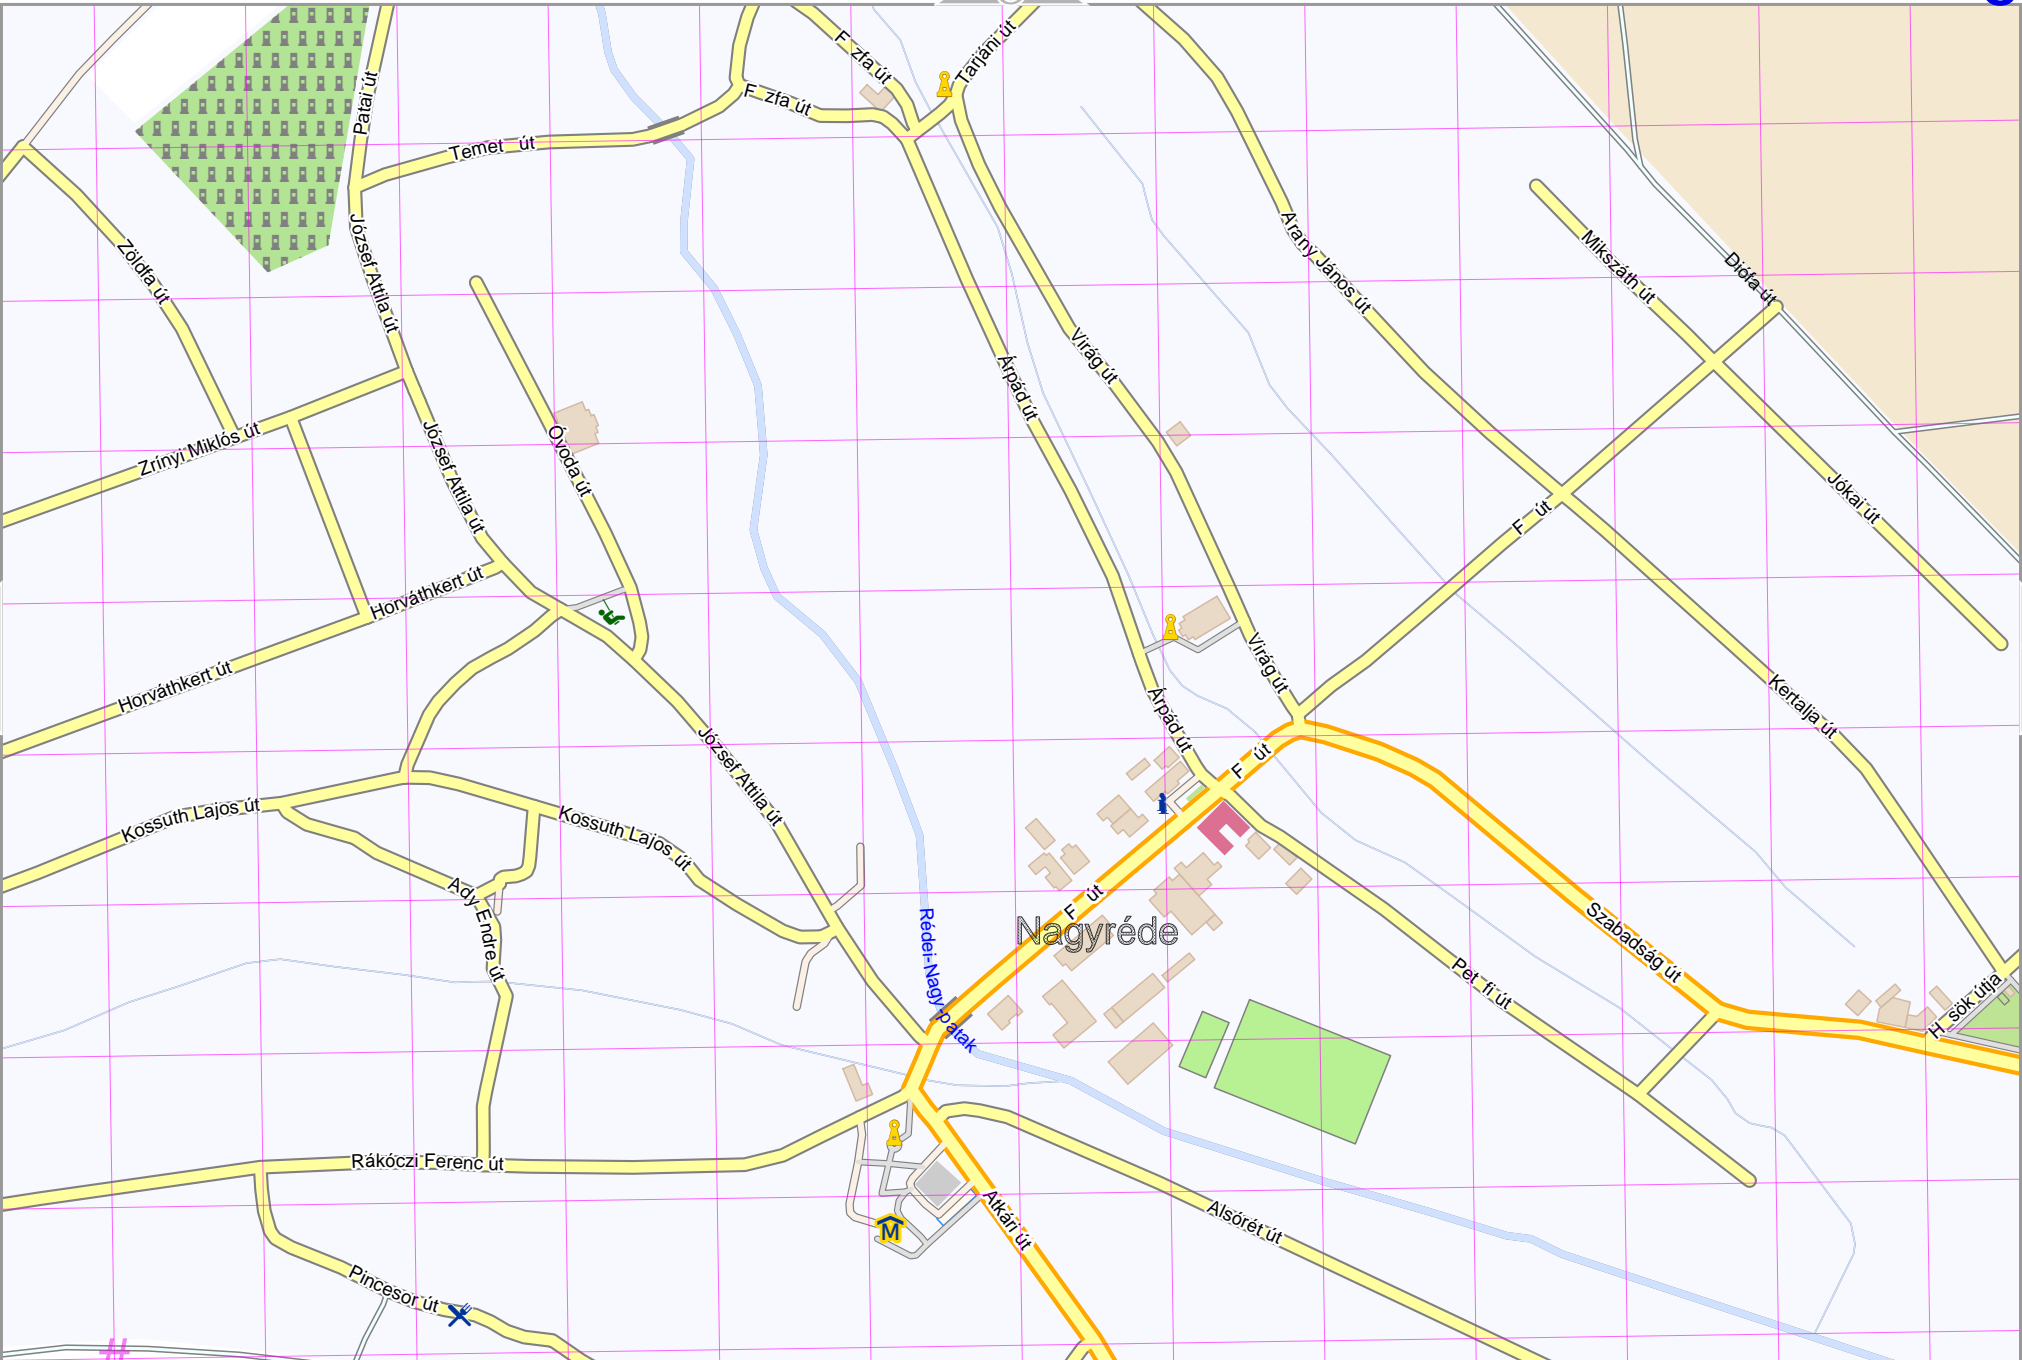 F zfa út
Tarjáni út
Patai út
F zfa út
Temet út
Zöldfa út
József Attila út
Arany János út
Mikszáth út
Diófa út
Virág út
Árpád út
Zrínyi Miklós út
József Attila út
Óvoda út
Jókai út
F út
Horváthkert út
Horváthkert út
Virág út
Árpád út
Kertalja út
József Attila út
F út
Kossuth Lajos út
Kossuth Lajos út
Ady Endre út
F út
Nagyréde
Szabadság út
Rédei-Nagy-patak
Pet fi út
H sök útja
Rákóczi Ferenc út
Atkári út
Alsórét út
M
Pincesor út
#